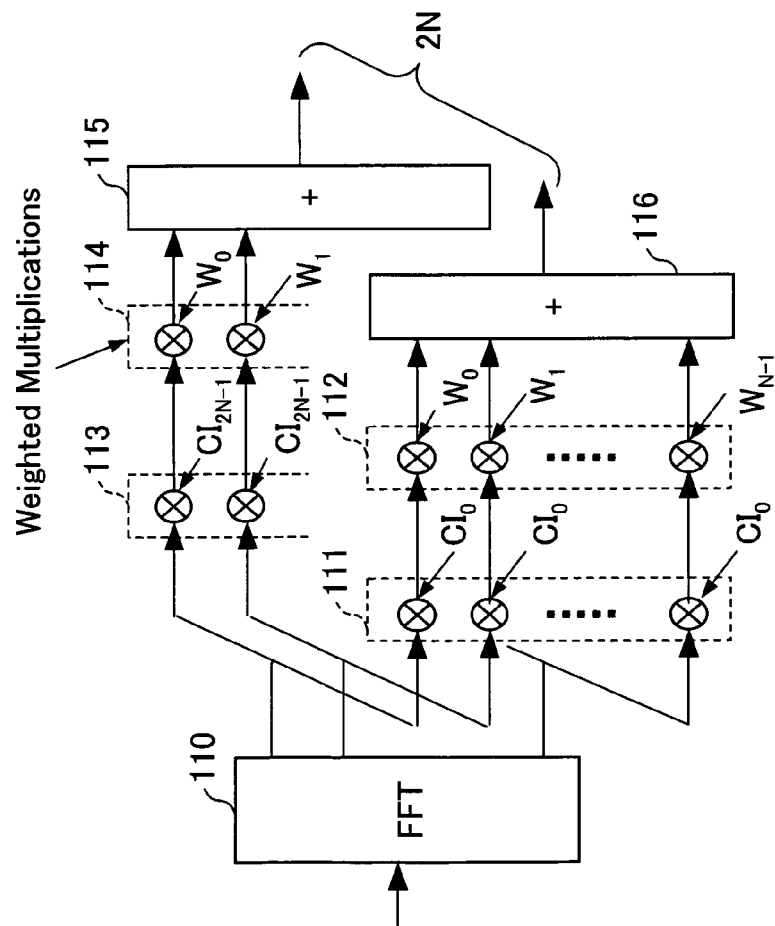 Weighted Multiplications
110
FFT
113
CI2N−1
CI2N−1
114
W0
W1
115
+
2N
111
CI0
CI0
.....
CI0
112
W0
W1
.....
WN−1
116
+